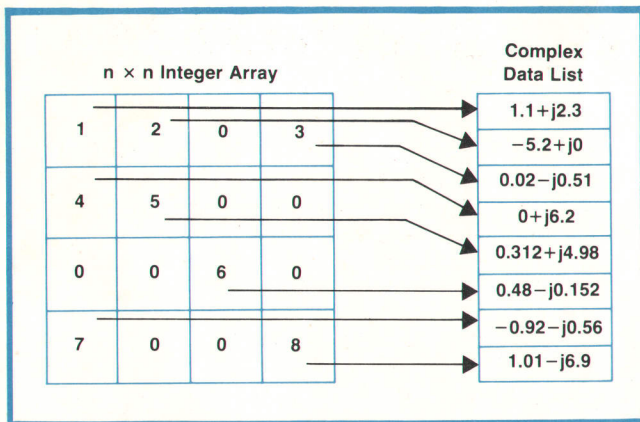 n × n Integer Array
Complex
Data List
1 2 0 3
4 5 0 0
0 0 6 0
7 0 0 8
1.1+j2.3
−5.2+j0
0.02−j0.51
0+j6.2
0.312+j4.98
0.48−j0.152
−0.92−j0.56
1.01−j6.9